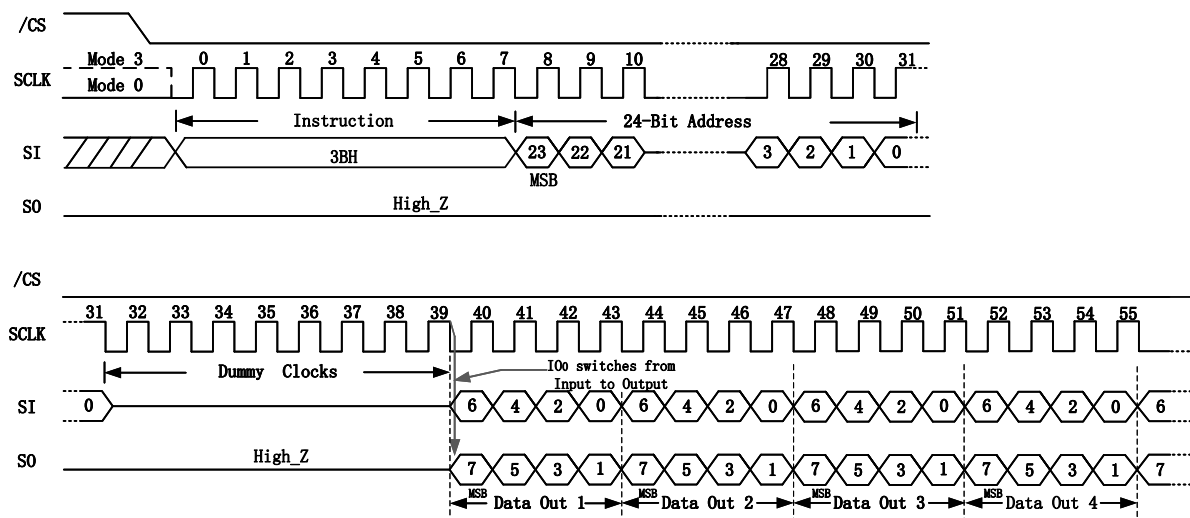 /CS
Mode 3 0 1 2 3 4 5 6 7 8 9 10 28 29 30 31
SCLK
Mode 0
Instruction 24-Bit Address
SI 3BH 23 22 21 3 2 1 0
MSB
SO High_Z
/CS
31 32 33 34 35 36 37 38 39 40 41 42 43 44 45 46 47 48 49 50 51 52 53 54 55
SCLK
Dummy Clocks IO0 switches from
Input to Output
SI 0 6 4 2 0 6 4 2 0 6 4 2 0 6 4 2 0 6
SO High_Z 7 5 3 1 7 5 3 1 7 5 3 1 7 5 3 1 7
MSB Data Out 1 MSB Data Out 2 MSB Data Out 3 MSB Data Out 4